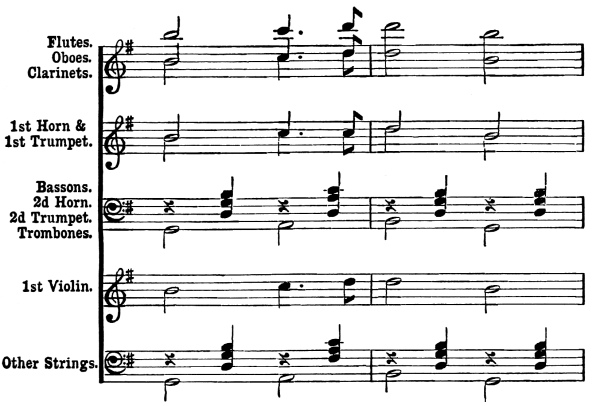 Flutes.
Oboes.
Clarinets.
1st Horn &
1st Trumpet.
Bassons.
2d Horn.
2d Trumpet.
Trombones.
1st Violin.
Other Strings.